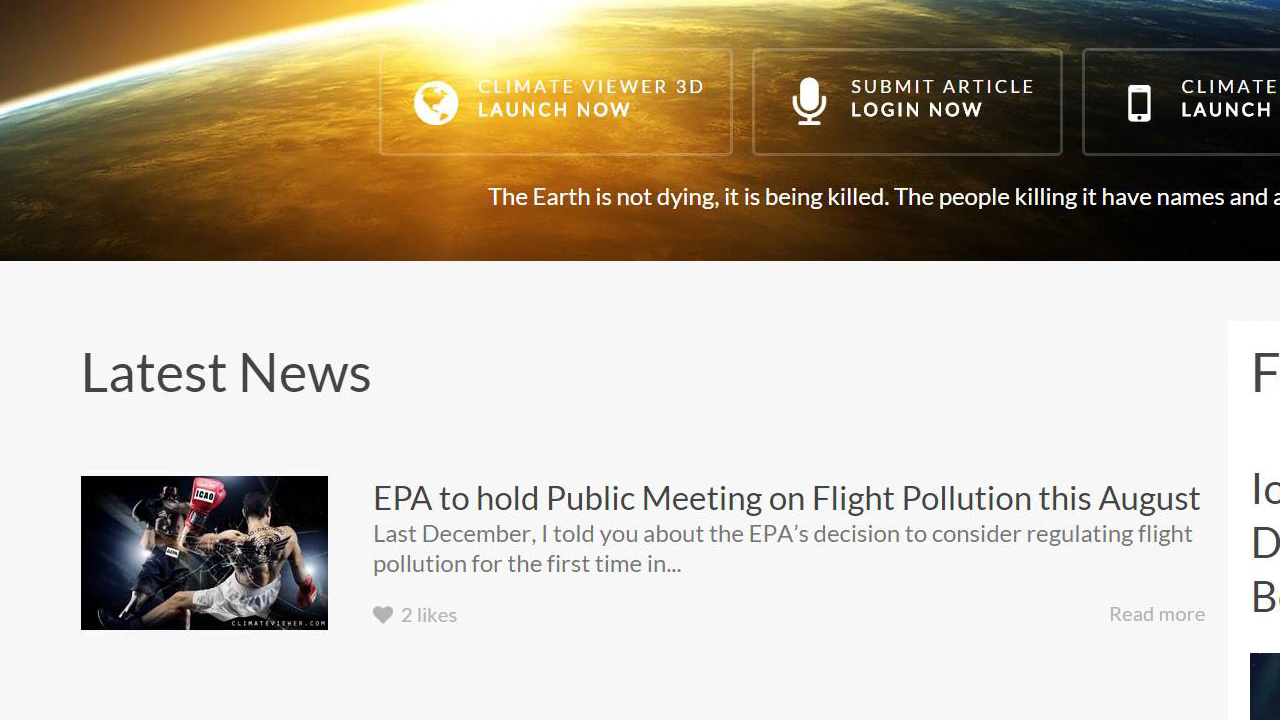 CLIMATE VIEWER 3D
LAUNCH NOW
SUBMIT ARTICLE
LOGIN NOW
CLIMATE
LAUNCH
The Earth is not dying, it is being killed. The people killing it have names and a
Latest News
F
ICAO
EPA
CLIMATEVIEWER.COM
EPA to hold Public Meeting on Flight Pollution this August
Last December, I told you about the EPA’s decision to consider regulating flight
pollution for the first time in...
2 likes
Read more
Ic
D
B